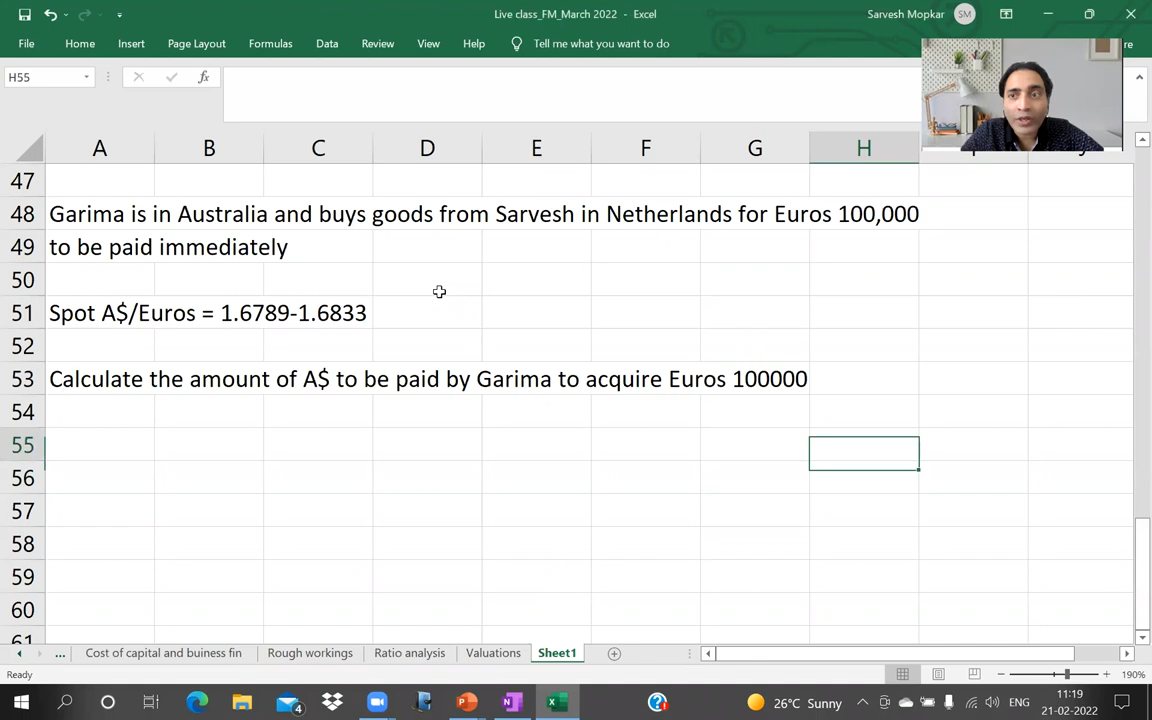 Live class_FM_March 2022 - Excel
Sarvesh Mopkar SM
File Home Insert Page Layout Formulas Data Review View Help Tell me what you want to do re
H55 fx
A B C D E F G H
47
48 Garima is in Australia and buys goods from Sarvesh in Netherlands for Euros 100,000
49 to be paid immediately
50
51 Spot A$/Euros = 1.6789-1.6833
52
53 Calculate the amount of A$ to be paid by Garima to acquire Euros 100000
54
55
56
57
58
59
60
61
... Cost of capital and buiness fin Rough workings Ratio analysis Valuations Sheet1
Ready 190%
4 26°C Sunny ENG 11:19
21-02-2022